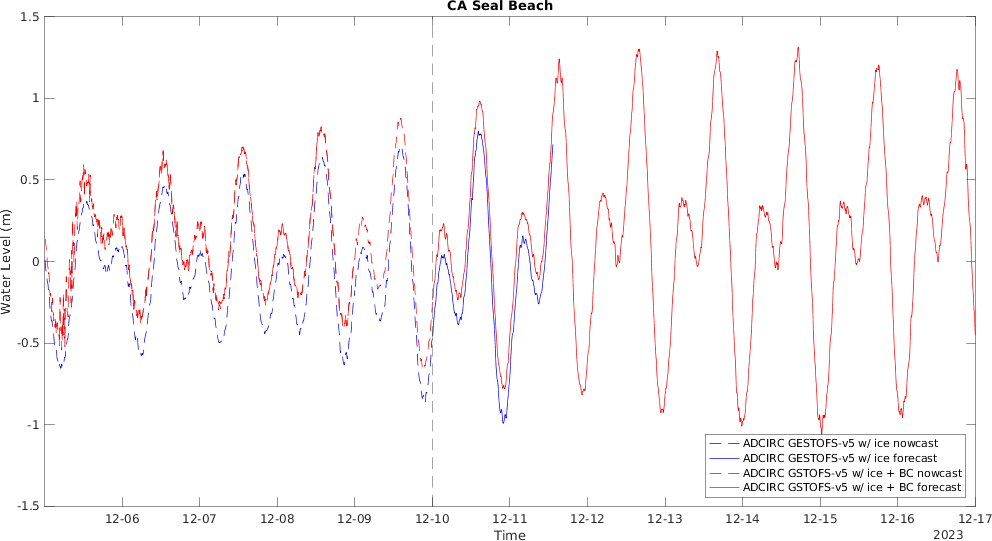 CA Seal Beach
1.5
1
0.5
0
-0.5
-1
-1.5
Water Level (m)
12-06 12-07 12-08 12-09 12-10 12-11 12-12 12-13 12-14 12-15 12-16 12-17
Time
2023
ADCIRC GESTOFS-v5 w/ ice nowcast
ADCIRC GESTOFS-v5 w/ ice forecast
ADCIRC GSTOFS-v5 w/ ice + BC nowcast
ADCIRC GSTOFS-v5 w/ ice + BC forecast